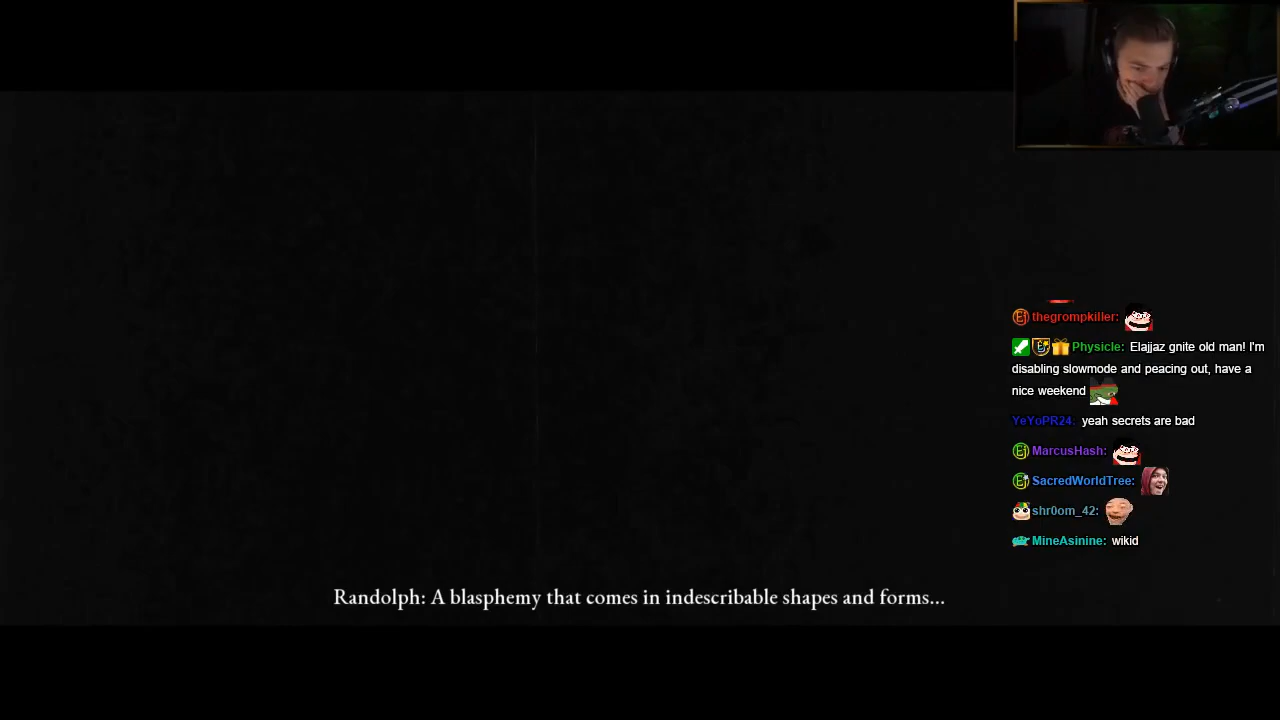 thegrompkiller:
Physicle: Elajjaz gnite old man! I'm
disabling slowmode and peacing out, have a
nice weekend
YeYoPR24: yeah secrets are bad
MarcusHash:
SacredWorldTree:
shr0om_42:
MineAsinine: wikid
Randolph: A blasphemy that comes in indescribable shapes and forms...